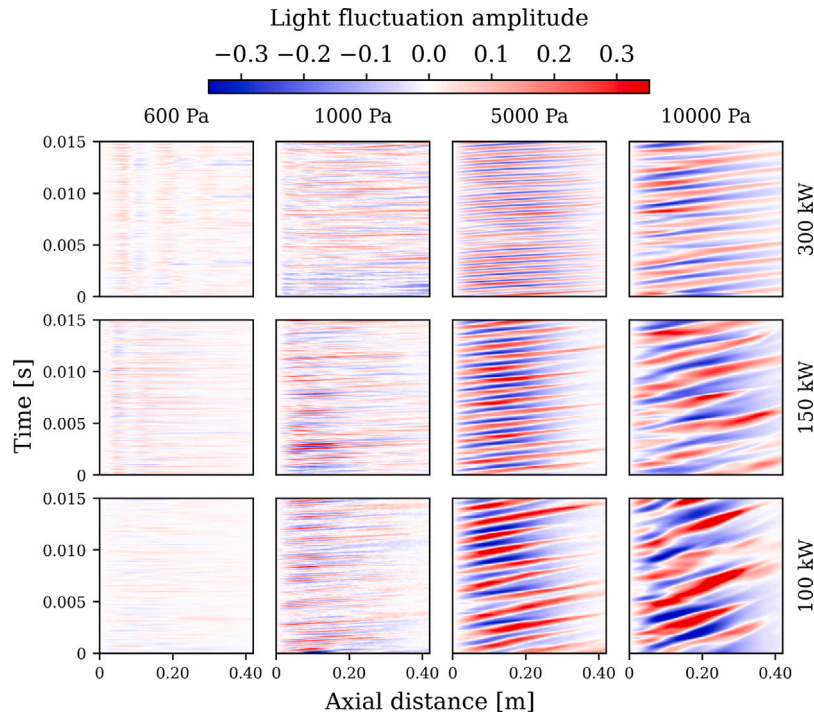 Light fluctuation amplitude
−0.3 −0.2 −0.1 0.0 0.1 0.2 0.3
600 Pa 1000 Pa 5000 Pa 10000 Pa
0.015
0.010
0.005
0
300 kW
0.015
0.010
0.005
0
150 kW
Time [s]
0.015
0.010
0.005
0
100 kW
0 0.20 0.40 0 0.20 0.40 0 0.20 0.40 0 0.20 0.40
Axial distance [m]